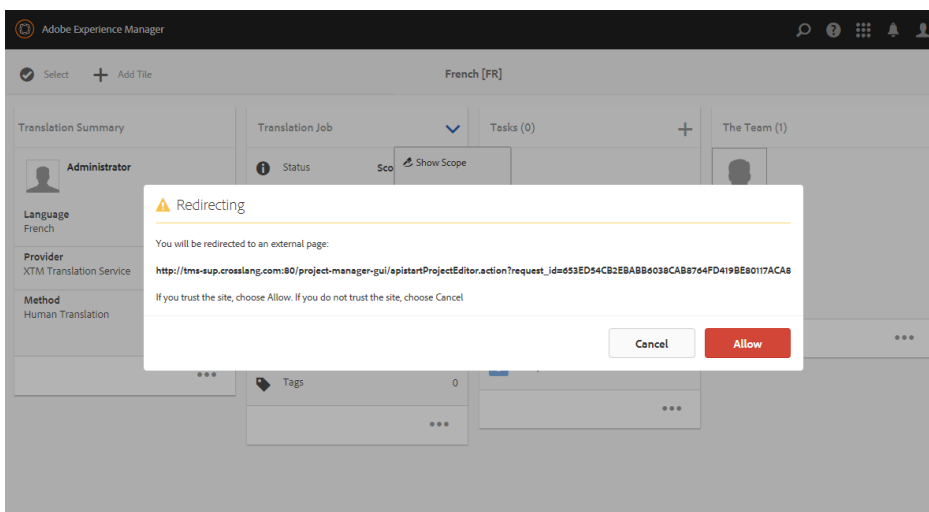 Adobe Experience Manager
Select
Add Tile
French [FR]
Translation Summary
Translation Job
Tasks (0)
The Team (1)
Administrator
Status
Sco
Show Scope
Language
French
Provider
XTM Translation Service
Method
Human Translation
Redirecting
You will be redirected to an external page:
http://tms-sup.crosslang.com:80/project-manager-gui/apistartProjectEditor.action?request_id=653ED54CB2EBABB6038CAB8764FD419BE80117ACA8
If you trust the site, choose Allow. If you do not trust the site, choose Cancel
Cancel
Allow
Tags
0